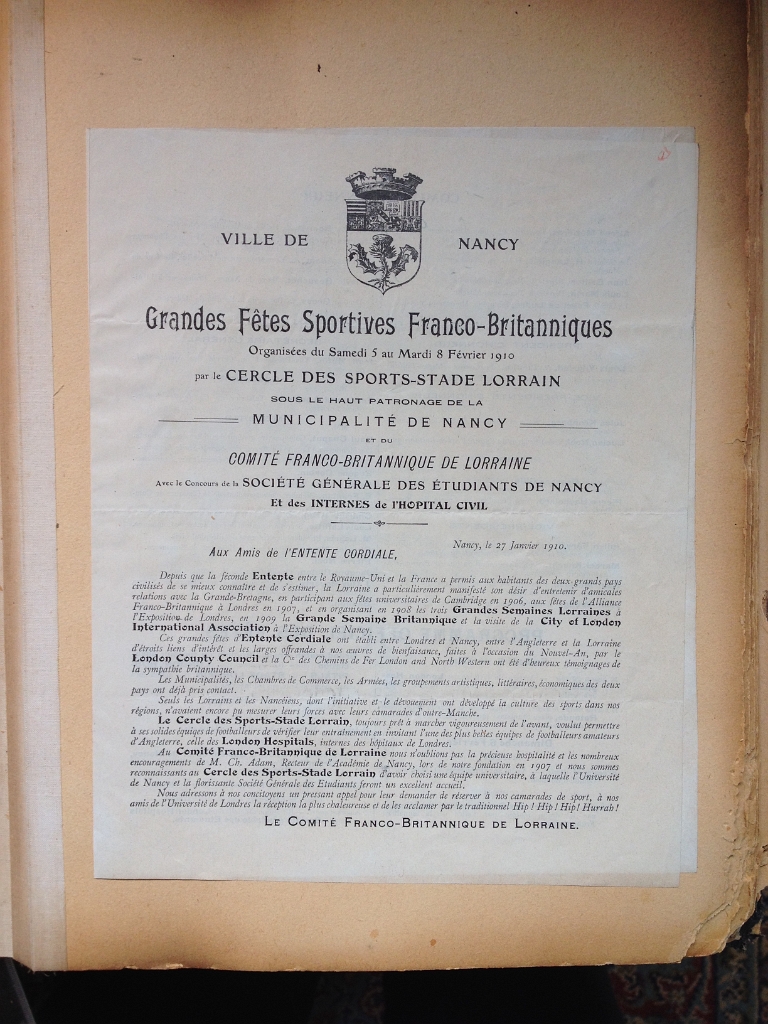 VILLE DE NANCY
Grandes Fêtes Sportives Franco-Britanniques
Organisées du Samedi 5 au Mardi 8 Février 1910
par le CERCLE DES SPORTS-STADE LORRAIN
SOUS LE HAUT PATRONAGE DE LA
MUNICIPALITÉ DE NANCY
ET DU
COMITÉ FRANCO-BRITANNIQUE DE LORRAINE
Avec le Concours de la SOCIÉTÉ GÉNÉRALE DES ÉTUDIANTS DE NANCY
Et des INTERNES de l'HOPITAL CIVIL
Nancy, le 27 Janvier 1910.
Aux Amis de l'ENTENTE CORDIALE,
Depuis que la féconde Entente entre le Royaume-Uni et la France a permis aux habitants des deux grands pays
civilisés de se mieux connaître et de s'estimer, la Lorraine a particulièrement manifesté son désir d'entretenir d'amicales
relations avec la Grande-Bretagne, en participant aux fêtes universitaires de Cambridge en 1906, aux fêtes de l'Alliance
Franco-Britannique à Londres en 1907, et en organisant en 1908 les trois Grandes Semaines Lorraines à
l'Exposition de Londres, en 1909 la Grande Semaine Britannique et la visite de la City of London
International Association à l'Exposition de Nancy.
Ces grandes fêtes d'Entente Cordiale ont établi entre Londres et Nancy, entre l'Angleterre et la Lorraine
d'étroits liens d'intérêt et les larges offrandes à nos œuvres de bienfaisance, faites à l'occasion du Nouvel-An, par le
London County Council et la Cie des Chemins de Fer London and North Western ont été d'heureux témoignages de
la sympathie britannique.
Les Municipalités, les Chambres de Commerce, les Armées, les groupements artistiques, littéraires, économiques des deux
pays ont déjà pris contact.
Seuls les Lorrains et les Nancéiens, dont l'initiative et le dévouement ont développé la culture des sports dans nos
régions, n'avaient encore pu mesurer leurs forces avec leurs camarades d'outre-Manche.
Le Cercle des Sports-Stade Lorrain, toujours prêt à marcher vigoureusement de l'avant, voulut permettre
à ses solides équipes de footballeurs de vérifier leur entraînement en invitant l'une des plus belles équipes de footballeurs amateurs
d'Angleterre, celle des London Hospitals, internes des hôpitaux de Londres.
Au Comité Franco-Britannique de Lorraine nous n'oublions pas la précieuse hospitalité et les nombreux
encouragements de M. Ch. Adam, Recteur de l'Académie de Nancy, lors de notre fondation en 1907 et nous sommes
reconnaissants au Cercle des Sports-Stade Lorrain d'avoir choisi une équipe universitaire, à laquelle l'Université
de Nancy et la florissante Société Générale des Etudiants feront un excellent accueil.
Nous adressons à nos concitoyens un pressant appel pour leur demander de réserver à nos camarades de sport, à nos
amis de l'Université de Londres la réception la plus chaleureuse et de les acclamer par le traditionnel Hip ! Hip ! Hip ! Hurrah !
LE COMITÉ FRANCO-BRITANNIQUE DE LORRAINE.